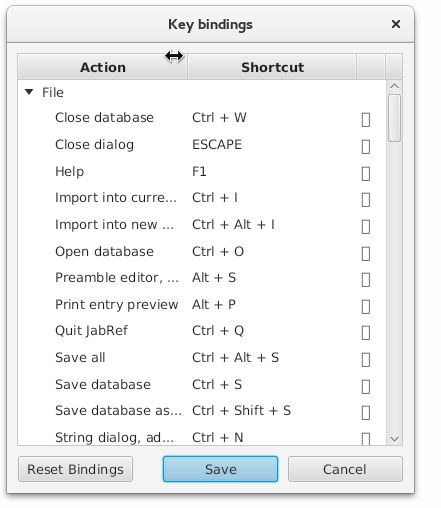 Key bindings
Action Shortcut
File
Close database Ctrl + W
Close dialog ESCAPE
Help F1
Import into curre... Ctrl + I
Import into new ... Ctrl + Alt + I
Open database Ctrl + O
Preamble editor, ... Alt + S
Print entry preview Alt + P
Quit JabRef Ctrl + Q
Save all Ctrl + Alt + S
Save database Ctrl + S
Save database as... Ctrl + Shift + S
String dialog, ad... Ctrl + N
Reset Bindings Save Cancel